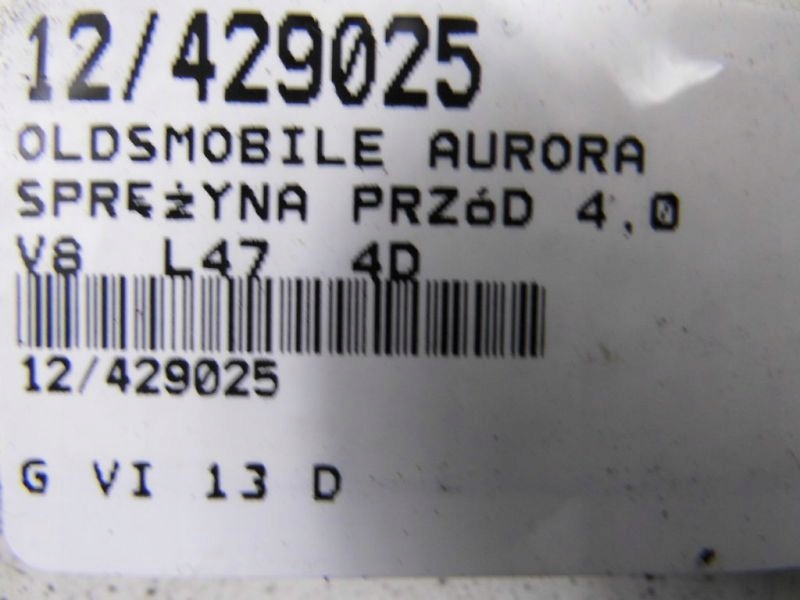 12/429025
OLDSMOBILE AURORA
SPRĘŻYNA PRZóD 4.0
V8 L47 4D
12/429025
G VI 13 D